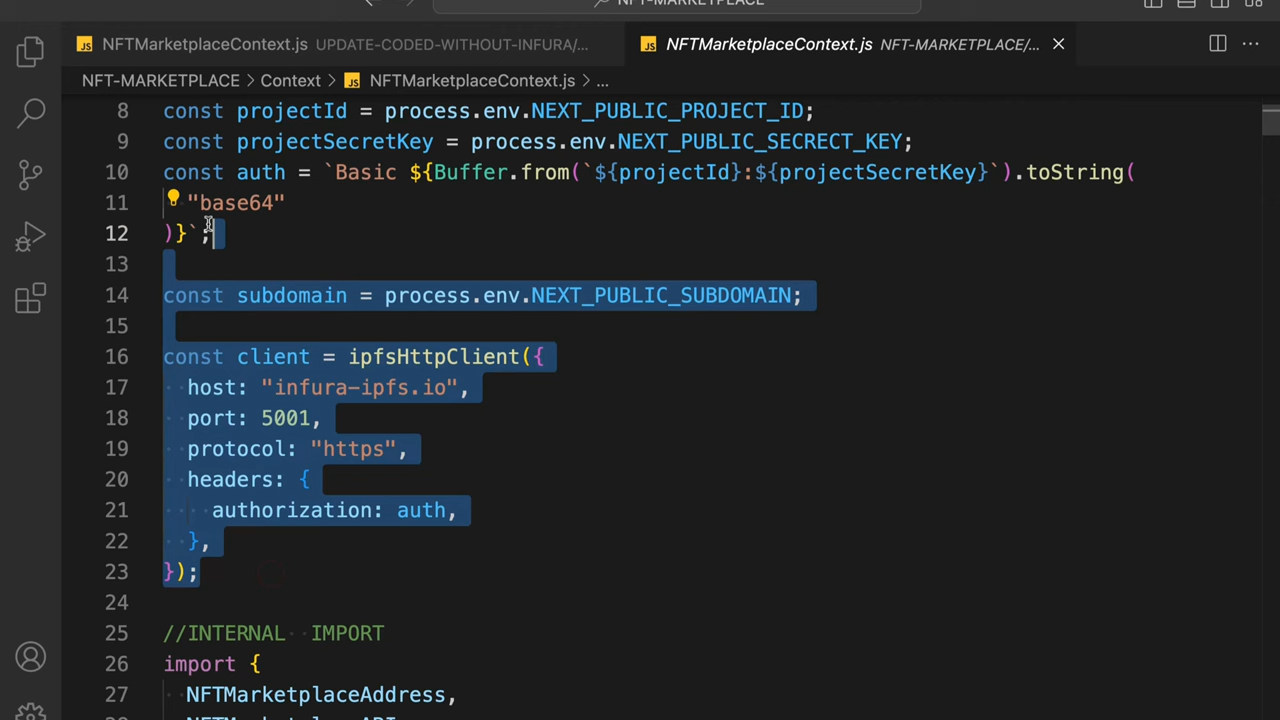 NFT-MARKETPLACE
NFTMarketplaceContext.js UPDATE-CODED-WITHOUT-INFURA/...
NFTMarketplaceContext.js NFT-MARKETPLACE/...
NFT-MARKETPLACE > Context > NFTMarketplaceContext.js > ...
8 const projectId = process.env.NEXT_PUBLIC_PROJECT_ID;
9 const projectSecretKey = process.env.NEXT_PUBLIC_SECRECT_KEY;
10 const auth = `Basic ${Buffer.from(`${projectId}:${projectSecretKey}`).toString(
11 "base64"
12 )}`;
13
14 const subdomain = process.env.NEXT_PUBLIC_SUBDOMAIN;
15
16 const client = ipfsHttpClient({
17 host: "infura-ipfs.io",
18 port: 5001,
19 protocol: "https",
20 headers: {
21 authorization: auth,
22 },
23 });
24
25 //INTERNAL IMPORT
26 import {
27 NFTMarketplaceAddress,